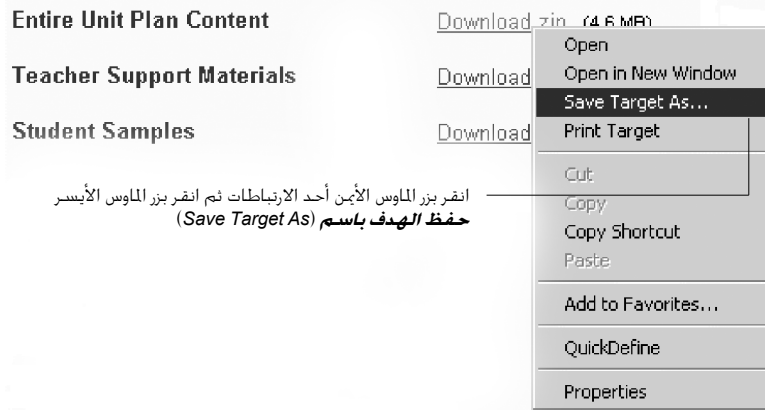 Entire Unit Plan Content
Download zip (4.6 MB)
Teacher Support Materials
Download
Student Samples
Download
Open
Open in New Window
Save Target As...
Print Target
Cut
Copy
Copy Shortcut
Paste
Add to Favorites...
QuickDefine
Properties
انقر بزر الماوس الأيمن أحد الارتباطات ثم انقر بزر الماوس الأيسر
حفظ الهدف باسم (Save Target As)